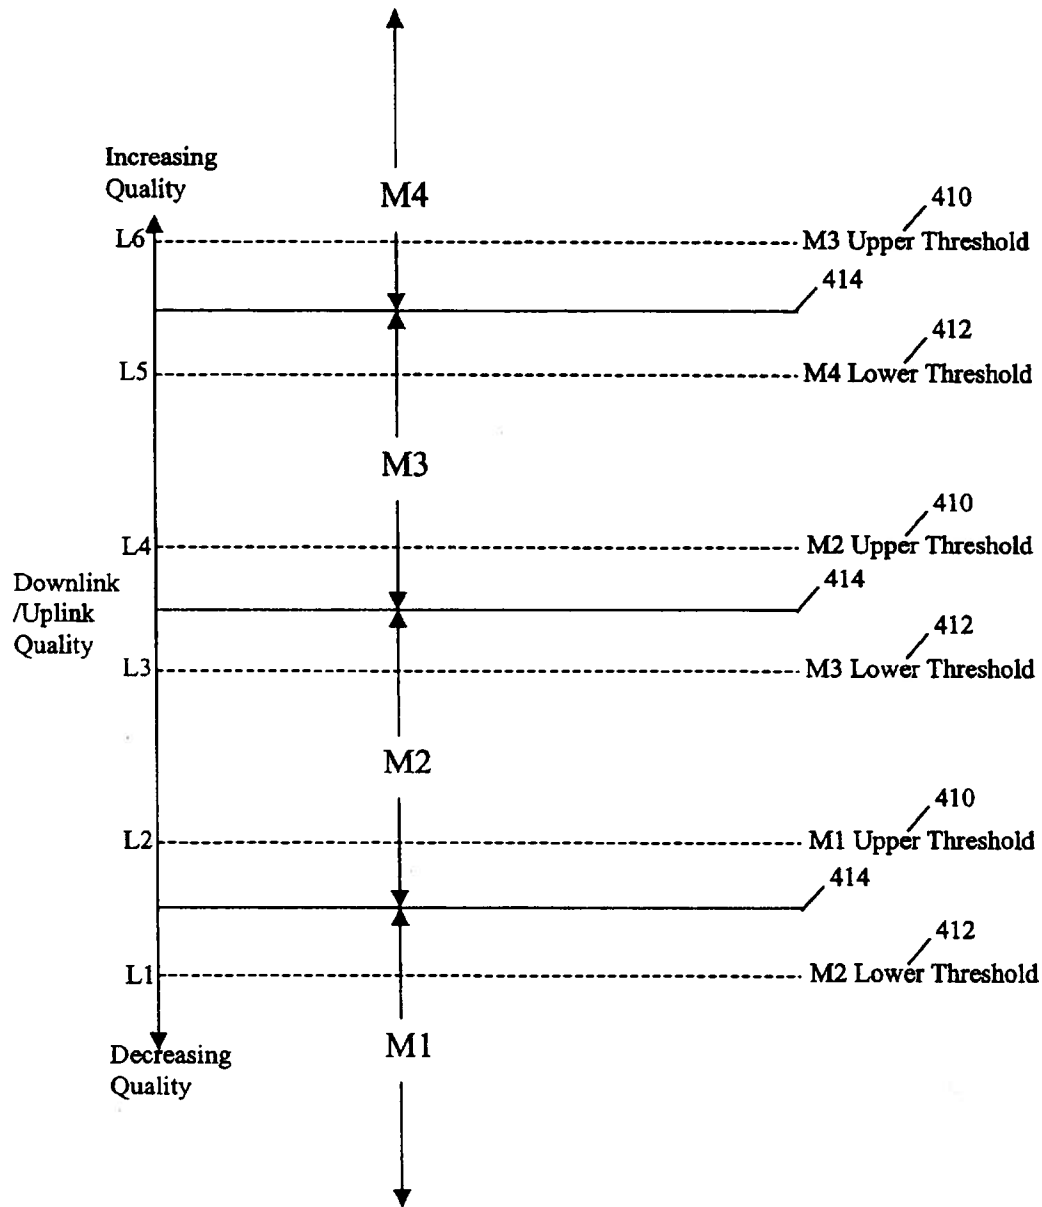 Increasing
Quality
M4
410
L6
M3 Upper Threshold
414
412
L5
M4 Lower Threshold
M3
410
L4
M2 Upper Threshold
414
Downlink
/Uplink
Quality
412
L3
M3 Lower Threshold
M2
410
L2
M1 Upper Threshold
414
412
L1
M2 Lower Threshold
M1
Decreasing
Quality